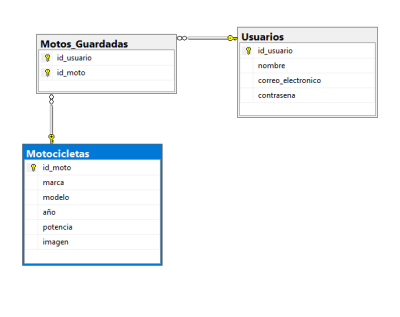 Motos_Guardadas
id_usuario
id_moto
Usuarios
id_usuario
nombre
correo_electronico
contrasena
Motocicletas
id_moto
marca
modelo
año
potencia
imagen